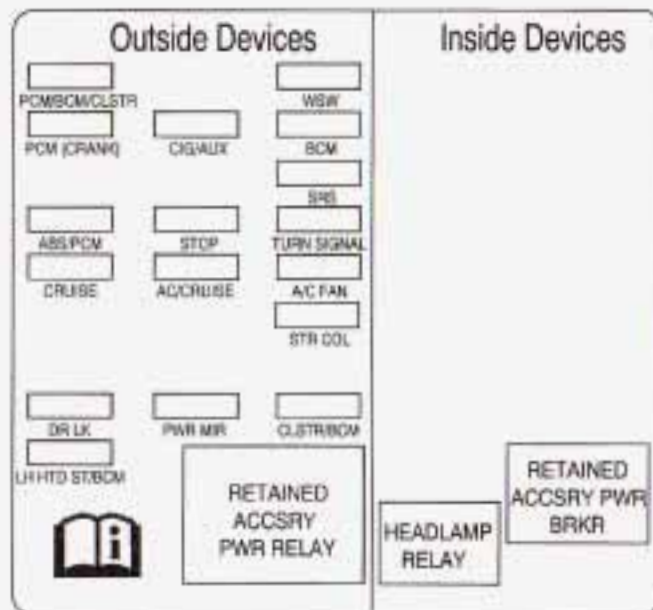 Outside Devices
Inside Devices
PCM/BCM/CLSTR
WSW
PCM (CRANK)
CIG/AUX
BCM
SRS
ABS/PCM
STOP
TURN SIGNAL
CRUISE
AC/CRUISE
A/C FAN
STR COL
DR LK
PWR MIR
CLSTR/BCM
LH HTD ST/BCM
RETAINED
ACCSRY
PWR RELAY
HEADLAMP
RELAY
RETAINED
ACCSRY PWR
BRKR
i